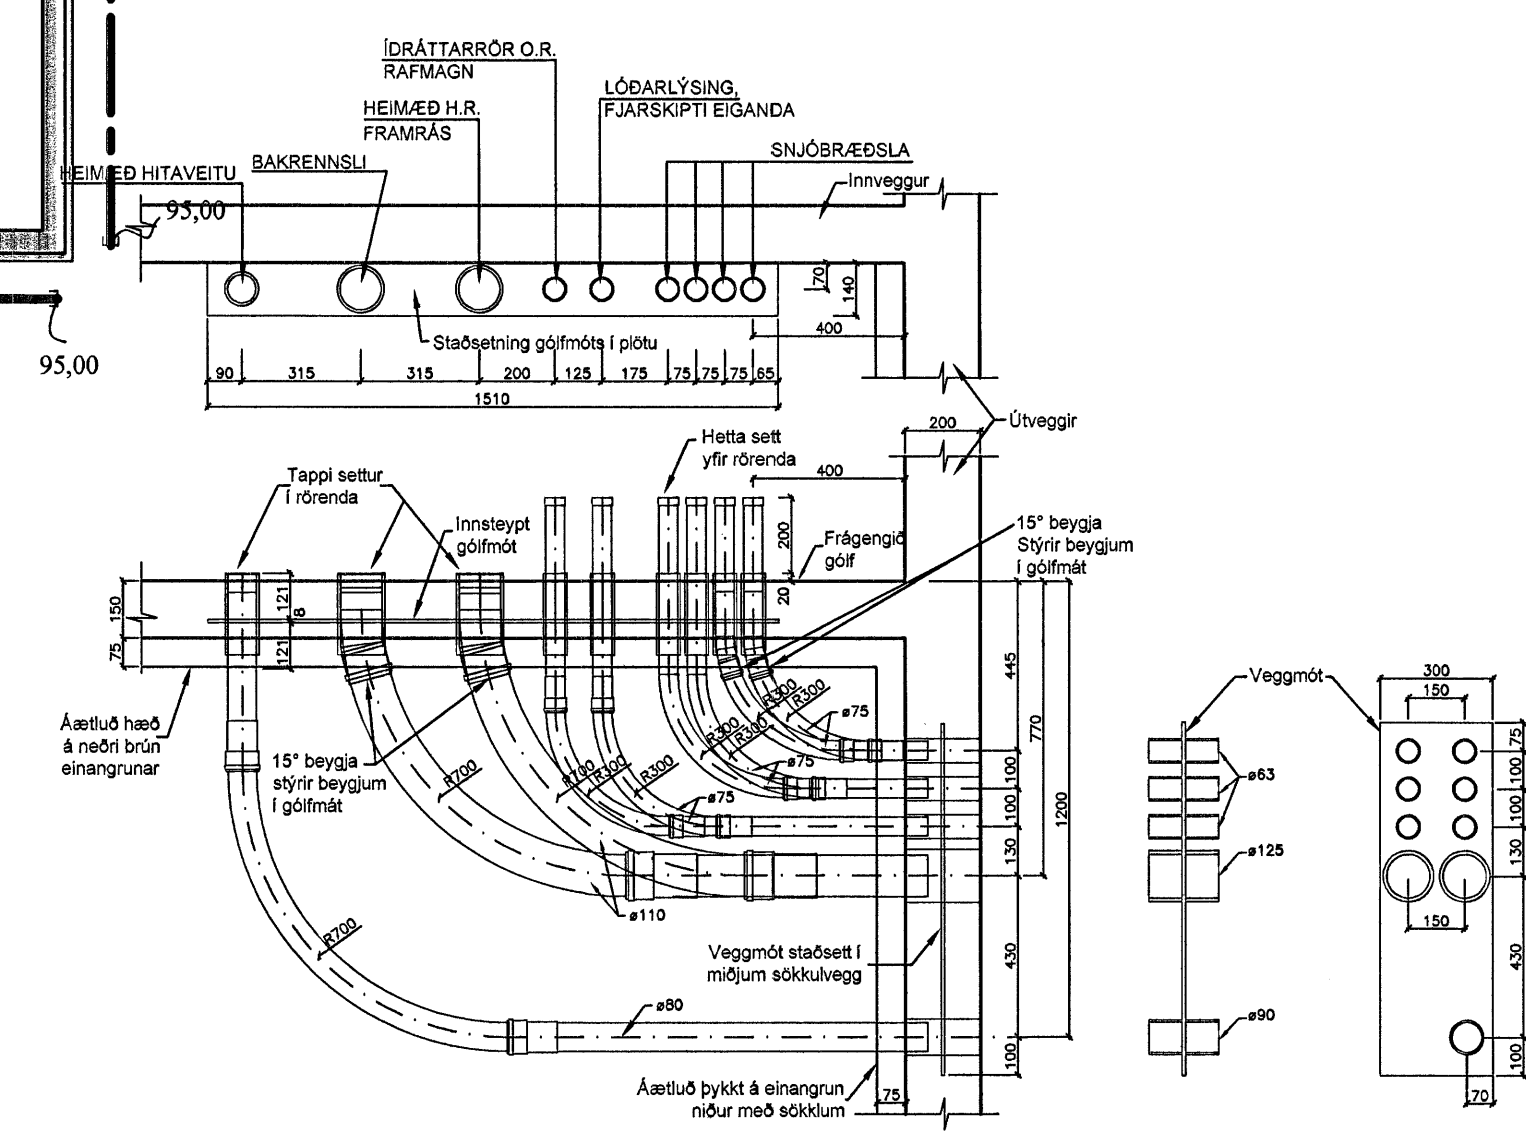 ÍDRÁTTARRÖR O.R.
RAFMAGN
LÓÐARLÝSING,
FJARSKIPTI EIGANDA
HEIMÆÐ H.R.
FRAMRÁS
SNJÓBRÆÐSLA
BAKRENNSLI
HEIMÆÐ HITAVEITU
Innveggur
95,00
95,00
70
140
400
Staðsetning gólfmóts í plötu
90
315
315
200
125
175
75
75
75
65
1510
200
Útveggir
Hetta sett
yfir rörenda
400
Tappi settur
í rörenda
Innsteypt
gólfmót
200
Frágengið
gólf
15° beygja
Stýrir beygjum
í gólfmát
150
75
121
8
121
20
445
770
1200
R300
R300
R300
R300
ø75
ø75
Áætluð hæð
á neðri brún
einangrunar
15° beygja
stýrir beygjum
í gólfmát
R700
R700
R300
R300
ø75
100
100
130
ø110
R700
Veggmót staðsett í
miðjum sökkulvegg
430
ø80
100
Áætluð þykkt á einangrun
niður með sökklum
75
Veggmót
300
150
75
ø63
100
100
ø125
130
150
430
ø90
100
70